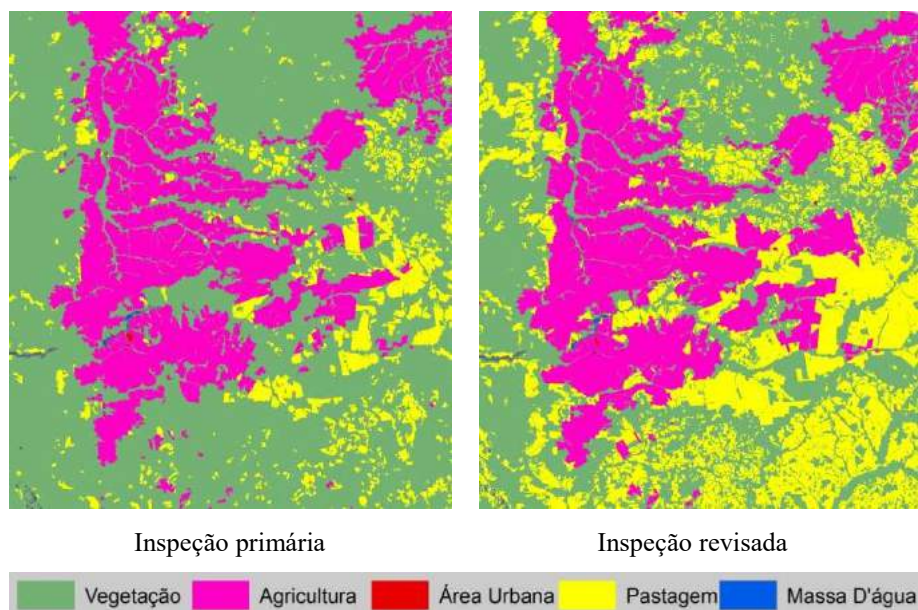 Inspeção primária
Inspeção revisada
Vegetação Agricultura Área Urbana Pastagem Massa D'água